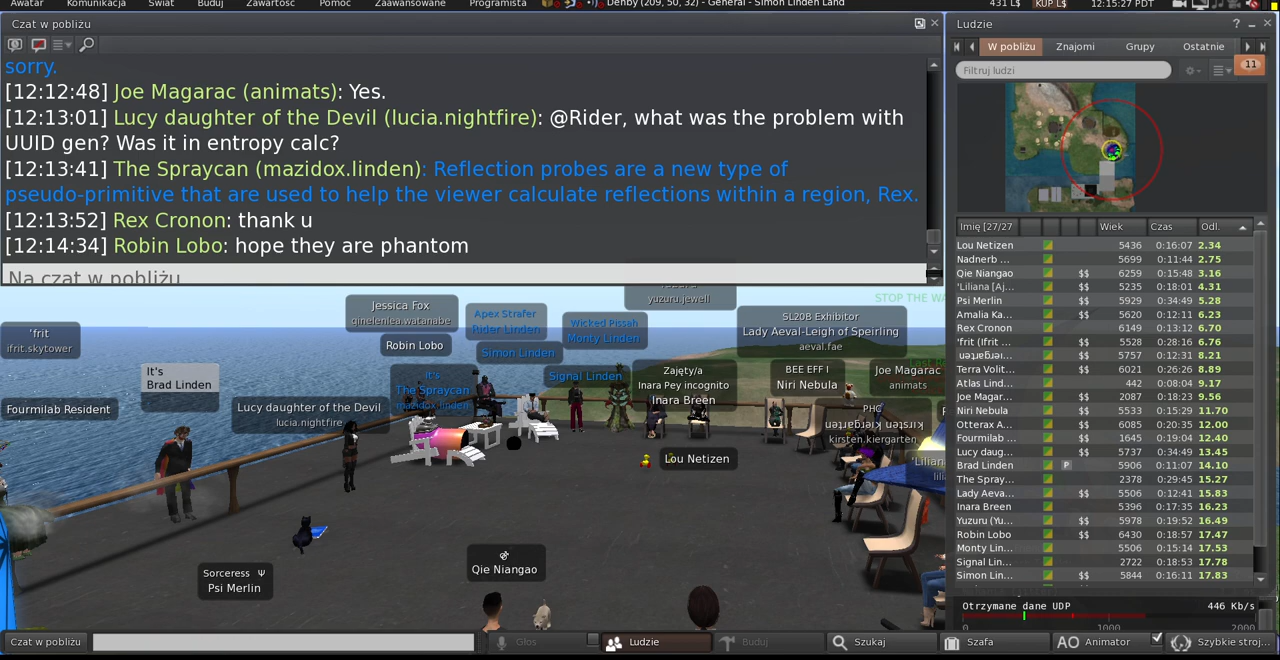 Awatar Komunikacja Świat Buduj Zawartość Pomoc Zaawansowane Programista Denby (209, 50, 32) - General - Simon Linden Land 431 L$ KUP L$ 12:15:27 PDT
Czat w pobliżu
sorry.
[12:12:48] Joe Magarac (animats): Yes.
[12:13:01] Lucy daughter of the Devil (lucia.nightfire): @Rider, what was the problem with
UUID gen? Was it in entropy calc?
[12:13:41] The Spraycan (mazidox.linden): Reflection probes are a new type of
pseudo-primitive that are used to help the viewer calculate reflections within a region, Rex.
[12:13:52] Rex Cronon: thank u
[12:14:34] Robin Lobo: hope they are phantom
Na czat w pobliżu
'frit
ifrit.skytower
It's
Brad Linden
Fourmilab Resident
Lucy daughter of the Devil
lucia.nightfire
Jessica Fox
qinelenlea.watanabe
Robin Lobo
Apex Strafer
Rider Linden
Simon Linden
It's
The Spraycan
mazidox.linden
Wicked Pissah
Monty Linden
Signal Linden
yuzuru.jewell
STOP THE WA
SL20B Exhibitor
Lady Aeval-Leigh of Speirling
aeval.fae
Zajęty/a
Inara Pey incognito
Inara Breen
BEE EFF I
Niri Nebula
Joe Magarac
animats
PHC
kirsten.kiergarten
'Lilian
lili
Lou Netizen
Qie Niangao
Sorceress Ψ
Psi Merlin
Ludzie
? _ ×
W pobliżu Znajomi Grupy Ostatnie
11
Filtruj ludzi
Imię [27/27 Wiek Czas Odl.
Lou Netizen 5436 0:16:07 2.34
Nadnerb ... 5699 0:11:44 2.75
Qie Niangao $$ 6259 0:15:48 3.16
'Liliana [Aj... $$ 5235 0:18:01 4.31
Psi Merlin $$ 5929 0:34:49 5.28
Amalia Ka... $$ 5620 0:12:11 6.23
Rex Cronon 6149 0:13:12 6.70
'frit (Ifrit ... $$ 5528 0:28:16 6.76
$$ 5757 0:12:31 8.21
Terra Volit... $$ 6021 0:26:26 8.89
Atlas Lind... 442 0:08:04 9.17
Joe Magar... $$ 2087 0:18:23 9.56
Niri Nebula $$ 5533 0:15:29 11.70
Otterax A... $$ 6085 0:20:35 12.00
Fourmilab ... $$ 1645 0:19:04 12.40
Lucy daug... $$ 5737 0:34:49 13.45
Brad Linden P 5906 0:11:07 14.10
The Spray... 2378 0:29:45 15.27
Lady Aeva... $$ 5506 0:12:41 15.83
Inara Breen 5396 0:17:35 16.23
Yuzuru (Yu... $$ 5978 0:19:52 16.49
Robin Lobo $$ 6430 0:18:57 17.47
Monty Lin... 5506 0:15:14 17.53
Signal Lin... 2722 0:18:53 17.78
Simon Lin... $$ 5844 0:16:11 17.83
Otrzymane dane UDP 446 Kb/s
0 1000 2000
Czat w pobliżu Głos Ludzie Buduj Szukaj Szafa AO Animator Szybkie stroj...